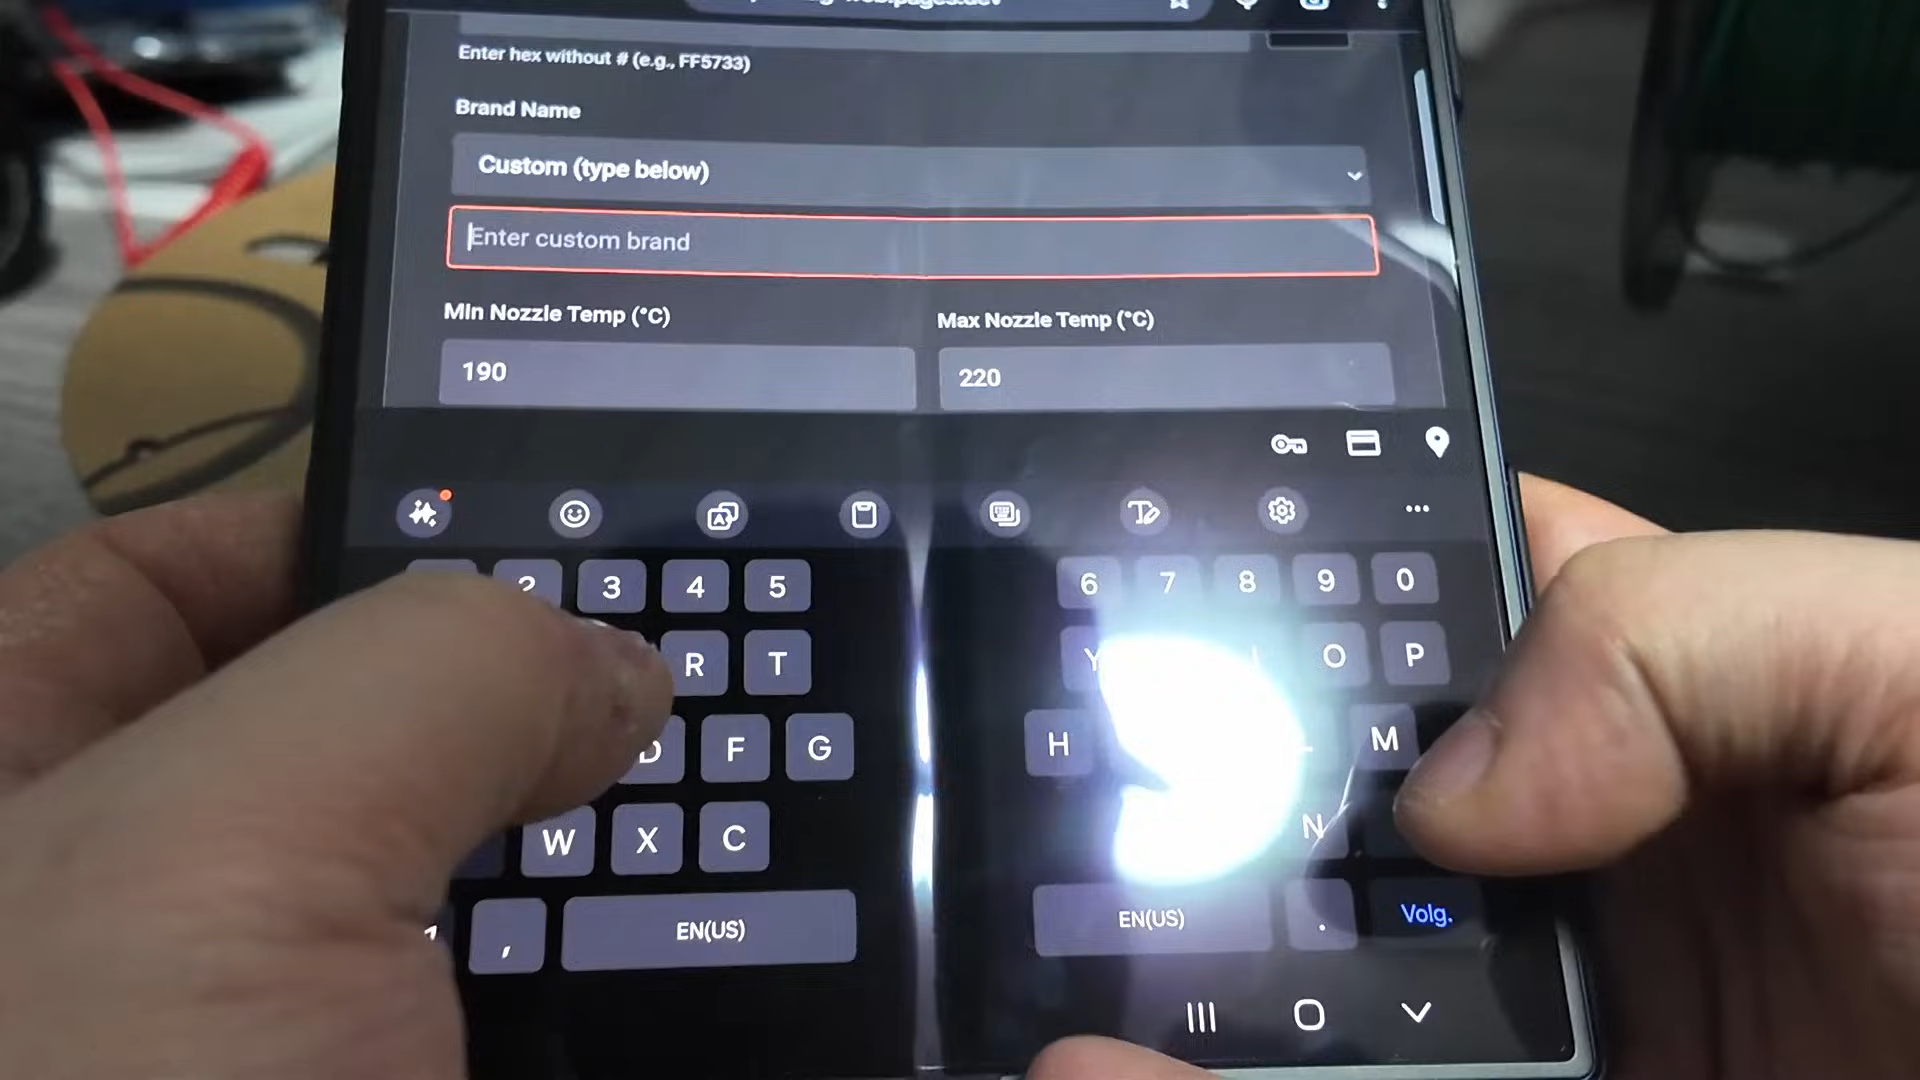 Enter hex without # (e.g., FF5733)
Brand Name
Custom (type below)
Enter custom brand
Min Nozzle Temp (°C)
Max Nozzle Temp (°C)
190
220
2 3 4 5
6 7 8 9 0
R T
Y O P
D F G
H M
W X C
N
, EN(US)
EN(US) . Volg.